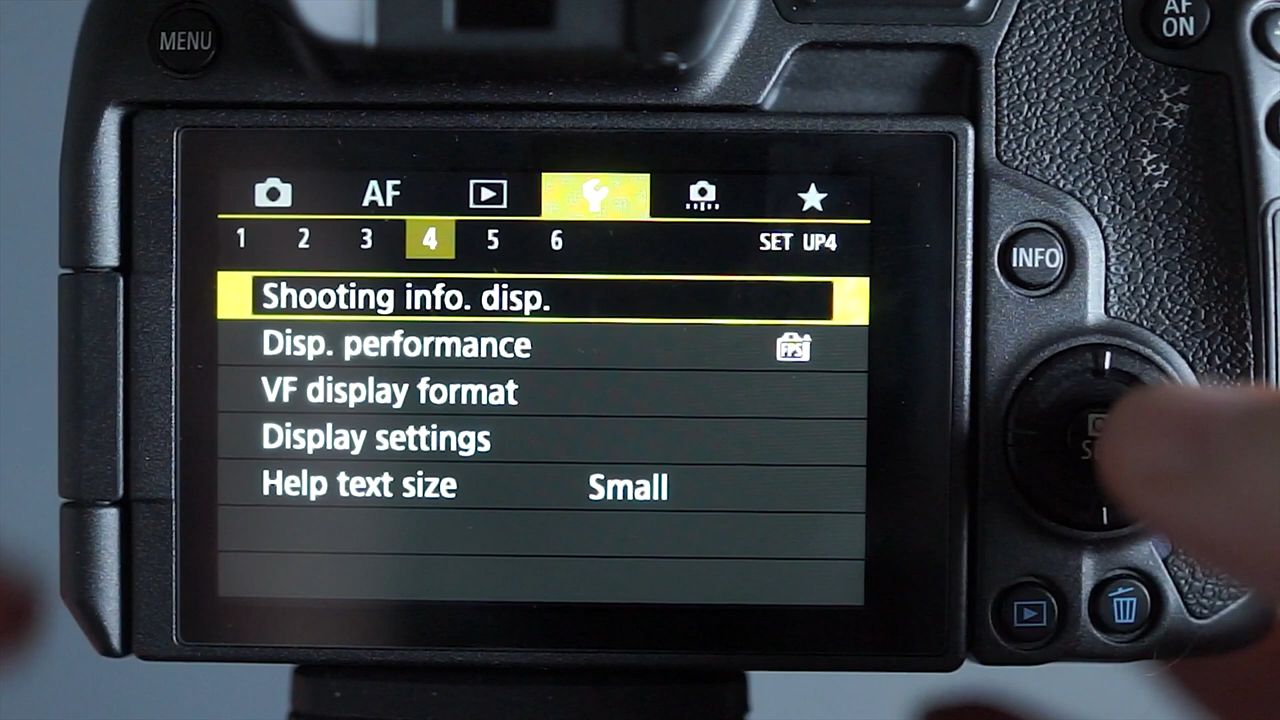 MENU
AF
ON
AF
1 2 3 4 5 6 SET UP4
INFO
Shooting info. disp.
Disp. performance FPS
VF display format
Display settings
Help text size Small